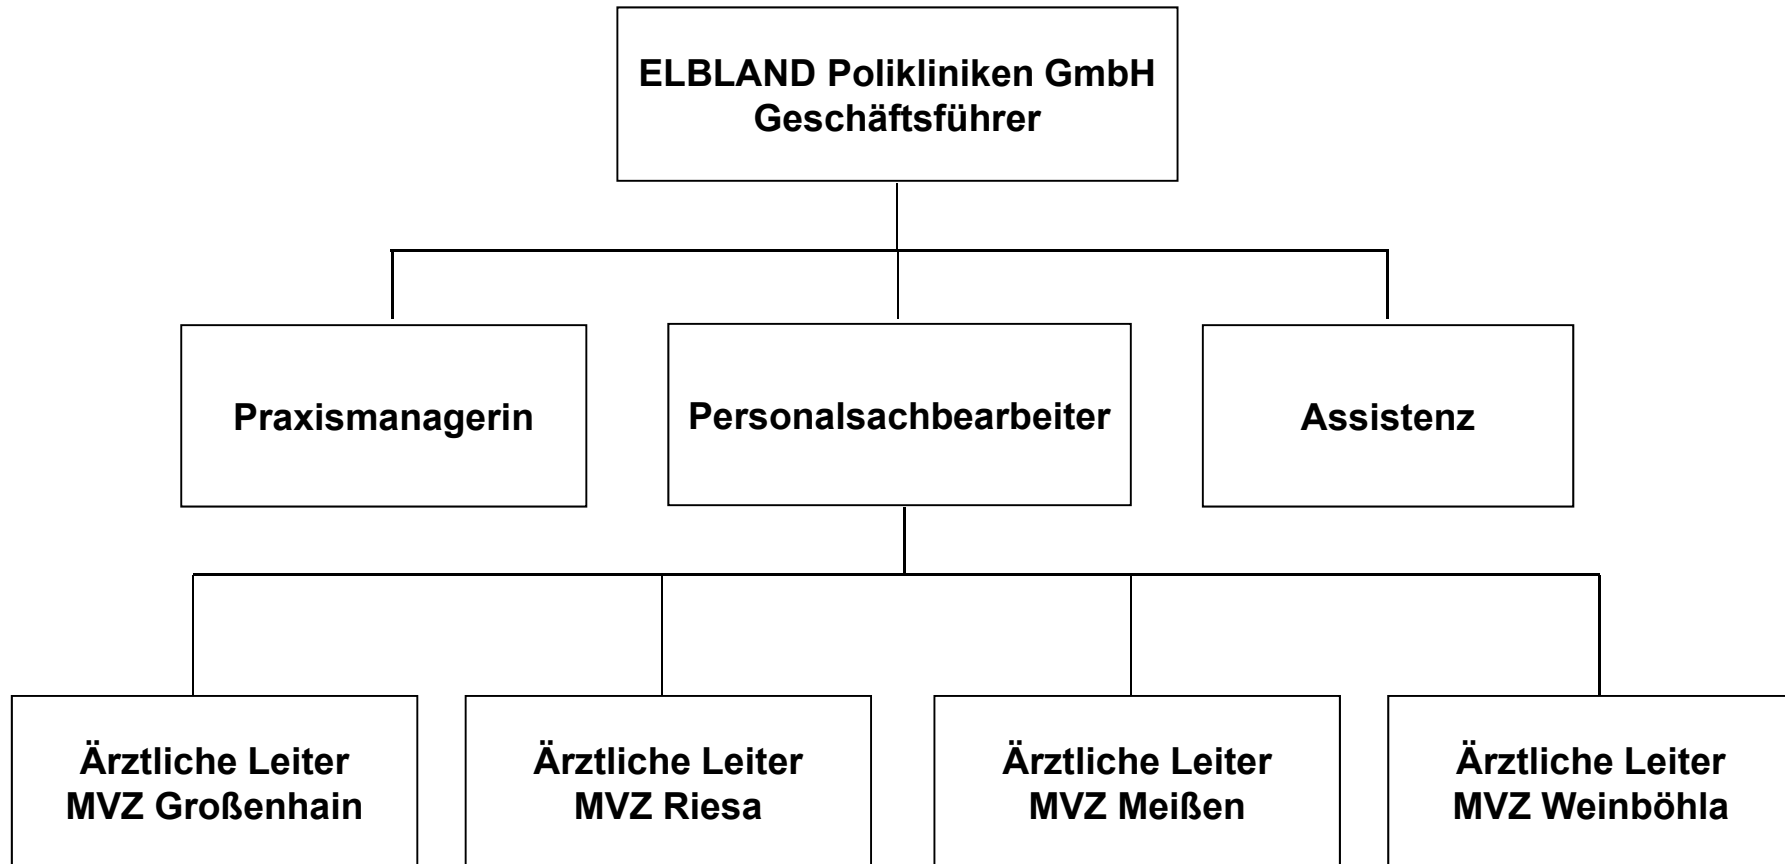 ELBLAND Polikliniken GmbH
Geschäftsführer
Praxismanagerin
Personalsachbearbeiter
Assistenz
Ärztliche Leiter
MVZ Großenhain
Ärztliche Leiter
MVZ Riesa
Ärztliche Leiter
MVZ Meißen
Ärztliche Leiter
MVZ Weinböhla